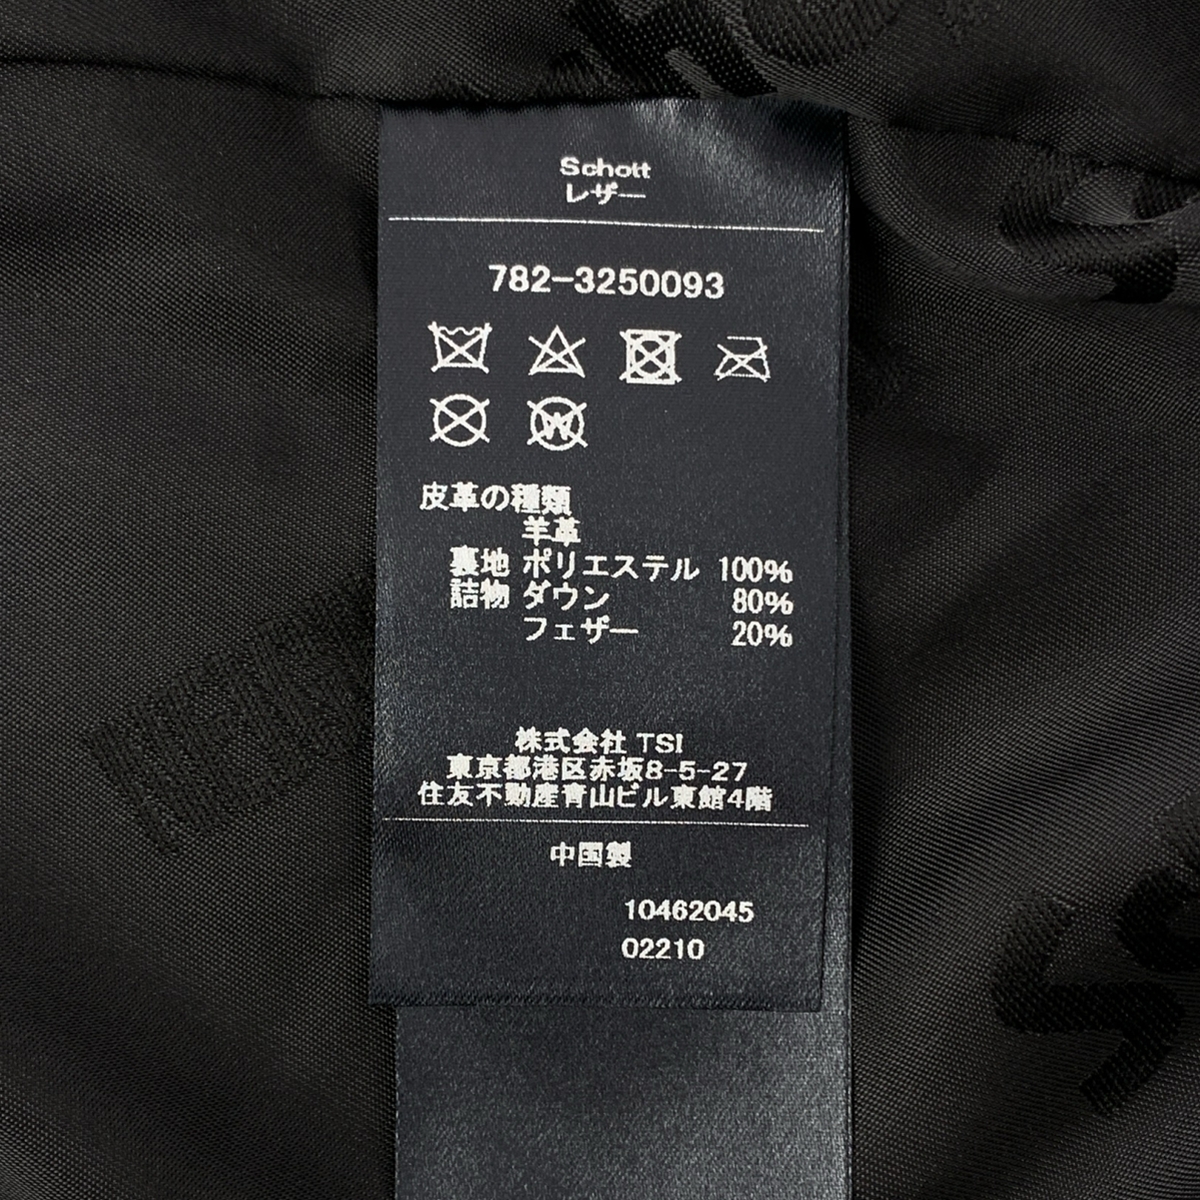 Schott
レザー
782-3250093
W
皮革の種類
羊革
裏地 ポリエステル 100%
詰物 ダウン 80%
フェザー 20%
株式会社 TSI
東京都港区赤坂8-5-27
住友不動産青山ビル東館4階
中国製
10462045
02210